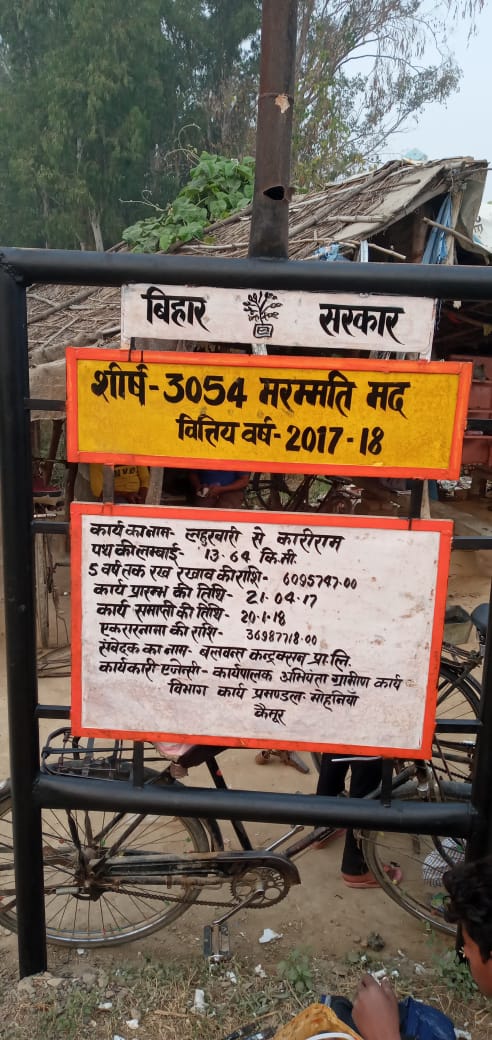 बिहार सरकार
शीर्ष-3054 मरम्मति मद
वित्तिय वर्ष-2017-18
कार्य का नाम- लहुरबारी से कारीराम
पथ की लम्बाई- 13.64 कि.मी.
5 वर्ष तक रख रखाव की राशि- 6095747.00
कार्य प्रारम्भ की तिथि- 21.04.17
कार्य समाप्ती की तिथि- 20.1.18
एकरारनामा की राशि- 36987718.00
संवेदक का नाम- बलवन्त कन्ट्रक्सन प्रा. लि.
कार्यकारी एजेन्सी- कार्यपालक अभियंता ग्रामीण कार्य
विभाग कार्य प्रमण्डल- मोहनियाँ
कैमूर